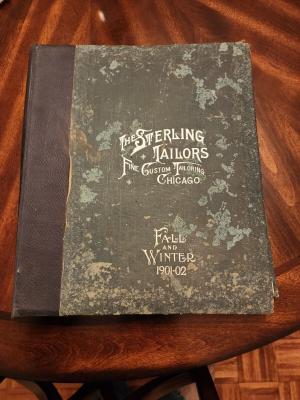 THE STERLING
TAILORS
FINE CUSTOM TAILORING
CHICAGO.
FALL
AND
WINTER
1901-02